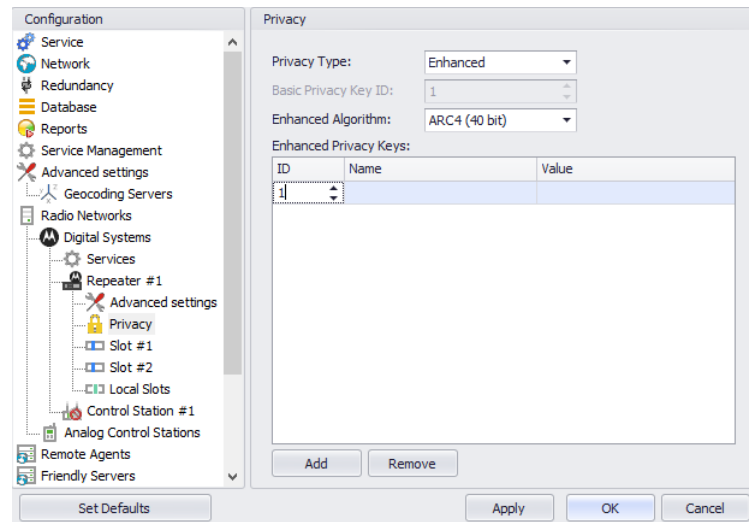 Configuration
Service
Network
Redundancy
Database
Reports
Service Management
Advanced settings
Geocoding Servers
Radio Networks
Digital Systems
Services
Repeater #1
Advanced settings
Privacy
Slot #1
Slot #2
Local Slots
Control Station #1
Analog Control Stations
Remote Agents
Friendly Servers
Set Defaults
Privacy
Privacy Type: Enhanced
Basic Privacy Key ID: 1
Enhanced Algorithm: ARC4 (40 bit)
Enhanced Privacy Keys:
ID Name Value
1
Add Remove
Apply OK Cancel